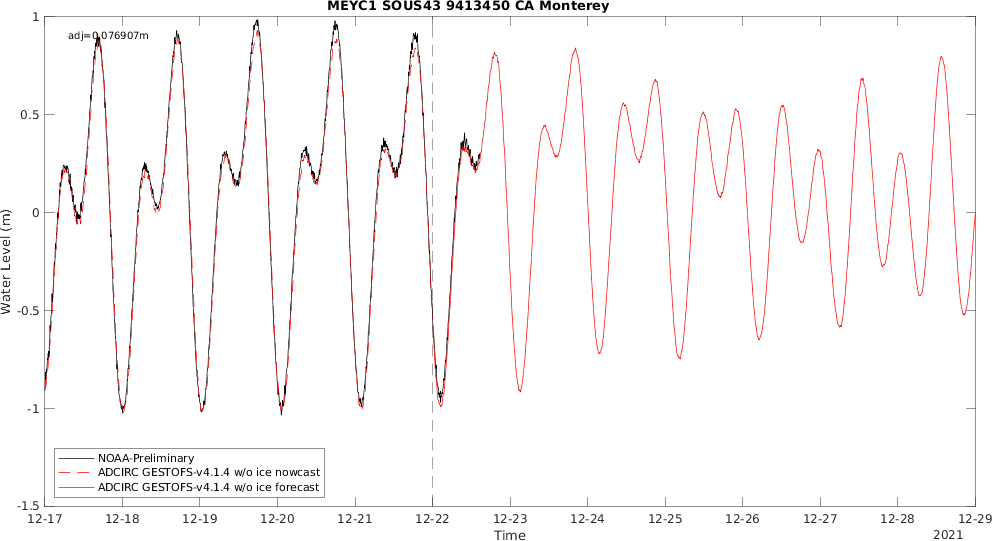 MEYC1 SOUS43 9413450 CA Monterey
adj=0.076907m
1
0.5
0
-0.5
-1
-1.5
Water Level (m)
NOAA-Preliminary
ADCIRC GESTOFS-v4.1.4 w/o ice nowcast
ADCIRC GESTOFS-v4.1.4 w/o ice forecast
12-17 12-18 12-19 12-20 12-21 12-22 12-23 12-24 12-25 12-26 12-27 12-28 12-29
Time
2021